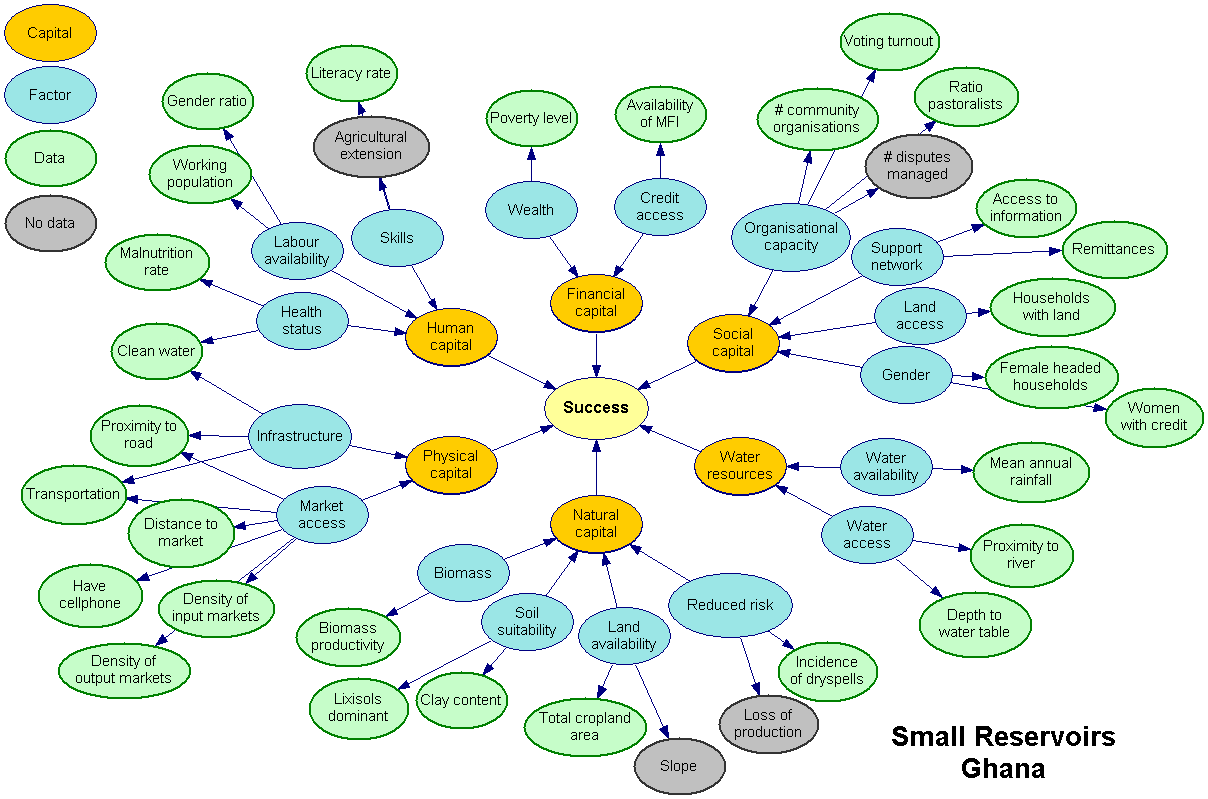 Capital
Factor
Data
No data
Gender ratio
Working
population
Literacy rate
Agricultural
extension
Labour
availability
Skills
Malnutrition
rate
Health
status
Clean water
Human
capital
Poverty level
Availability
of MFI
Wealth
Credit
access
Financial
capital
Voting turnout
# community
organisations
Ratio
pastoralists
# disputes
managed
Organisational
capacity
Support
network
Access to
information
Remittances
Land
access
Households
with land
Social
capital
Gender
Female headed
households
Women
with credit
Success
Proximity to
road
Infrastructure
Physical
capital
Transportation
Market
access
Distance to
market
Have
cellphone
Density of
input markets
Density of
output markets
Water
resources
Water
availability
Mean annual
rainfall
Water
access
Proximity to
river
Depth to
water table
Natural
capital
Biomass
Biomass
productivity
Soil
suitability
Lixisols
dominant
Clay content
Land
availability
Total cropland
area
Slope
Reduced risk
Incidence
of dryspells
Loss of
production
Small Reservoirs
Ghana